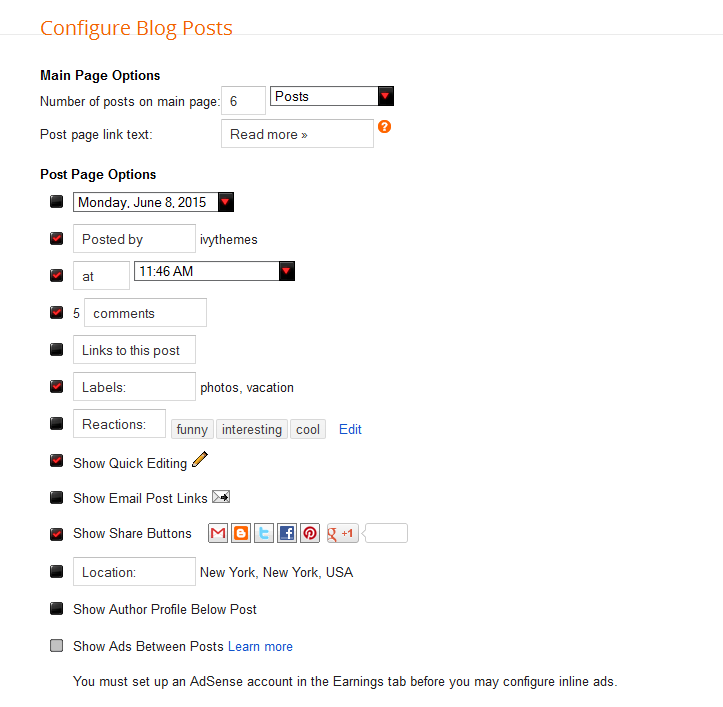 Configure Blog Posts
Main Page Options
Number of posts on main page: 6 Posts
Post page link text: Read more » ?
Post Page Options
Monday, June 8, 2015
Posted by ivythemes
at 11:46 AM
5 comments
Links to this post
Labels: photos, vacation
Reactions: funny interesting cool Edit
Show Quick Editing
Show Email Post Links
Show Share Buttons g +1
Location: New York, New York, USA
Show Author Profile Below Post
Show Ads Between Posts Learn more
You must set up an AdSense account in the Earnings tab before you may configure inline ads.